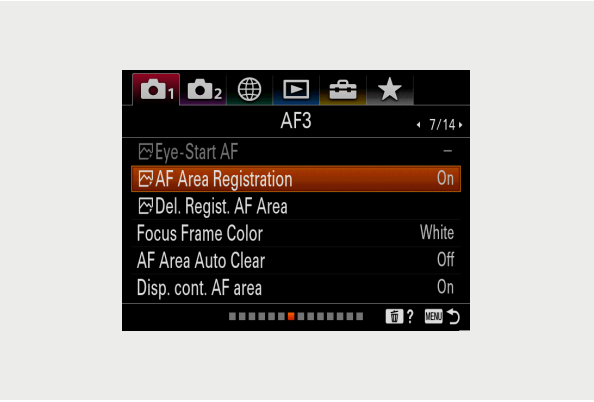 1 2
AF3 7/14
Eye-Start AF –
AF Area Registration On
Del. Regist. AF Area
Focus Frame Color White
AF Area Auto Clear Off
Disp. cont. AF area On
? MENU